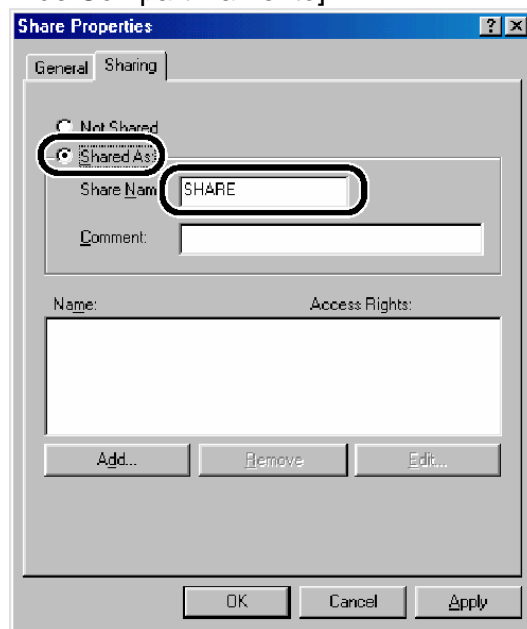 Share Properties
General Sharing
Not Shared
Shared As:
Share Nam SHARE
Comment:
Name: Access Rights:
Add... Remove Edit...
OK Cancel Apply